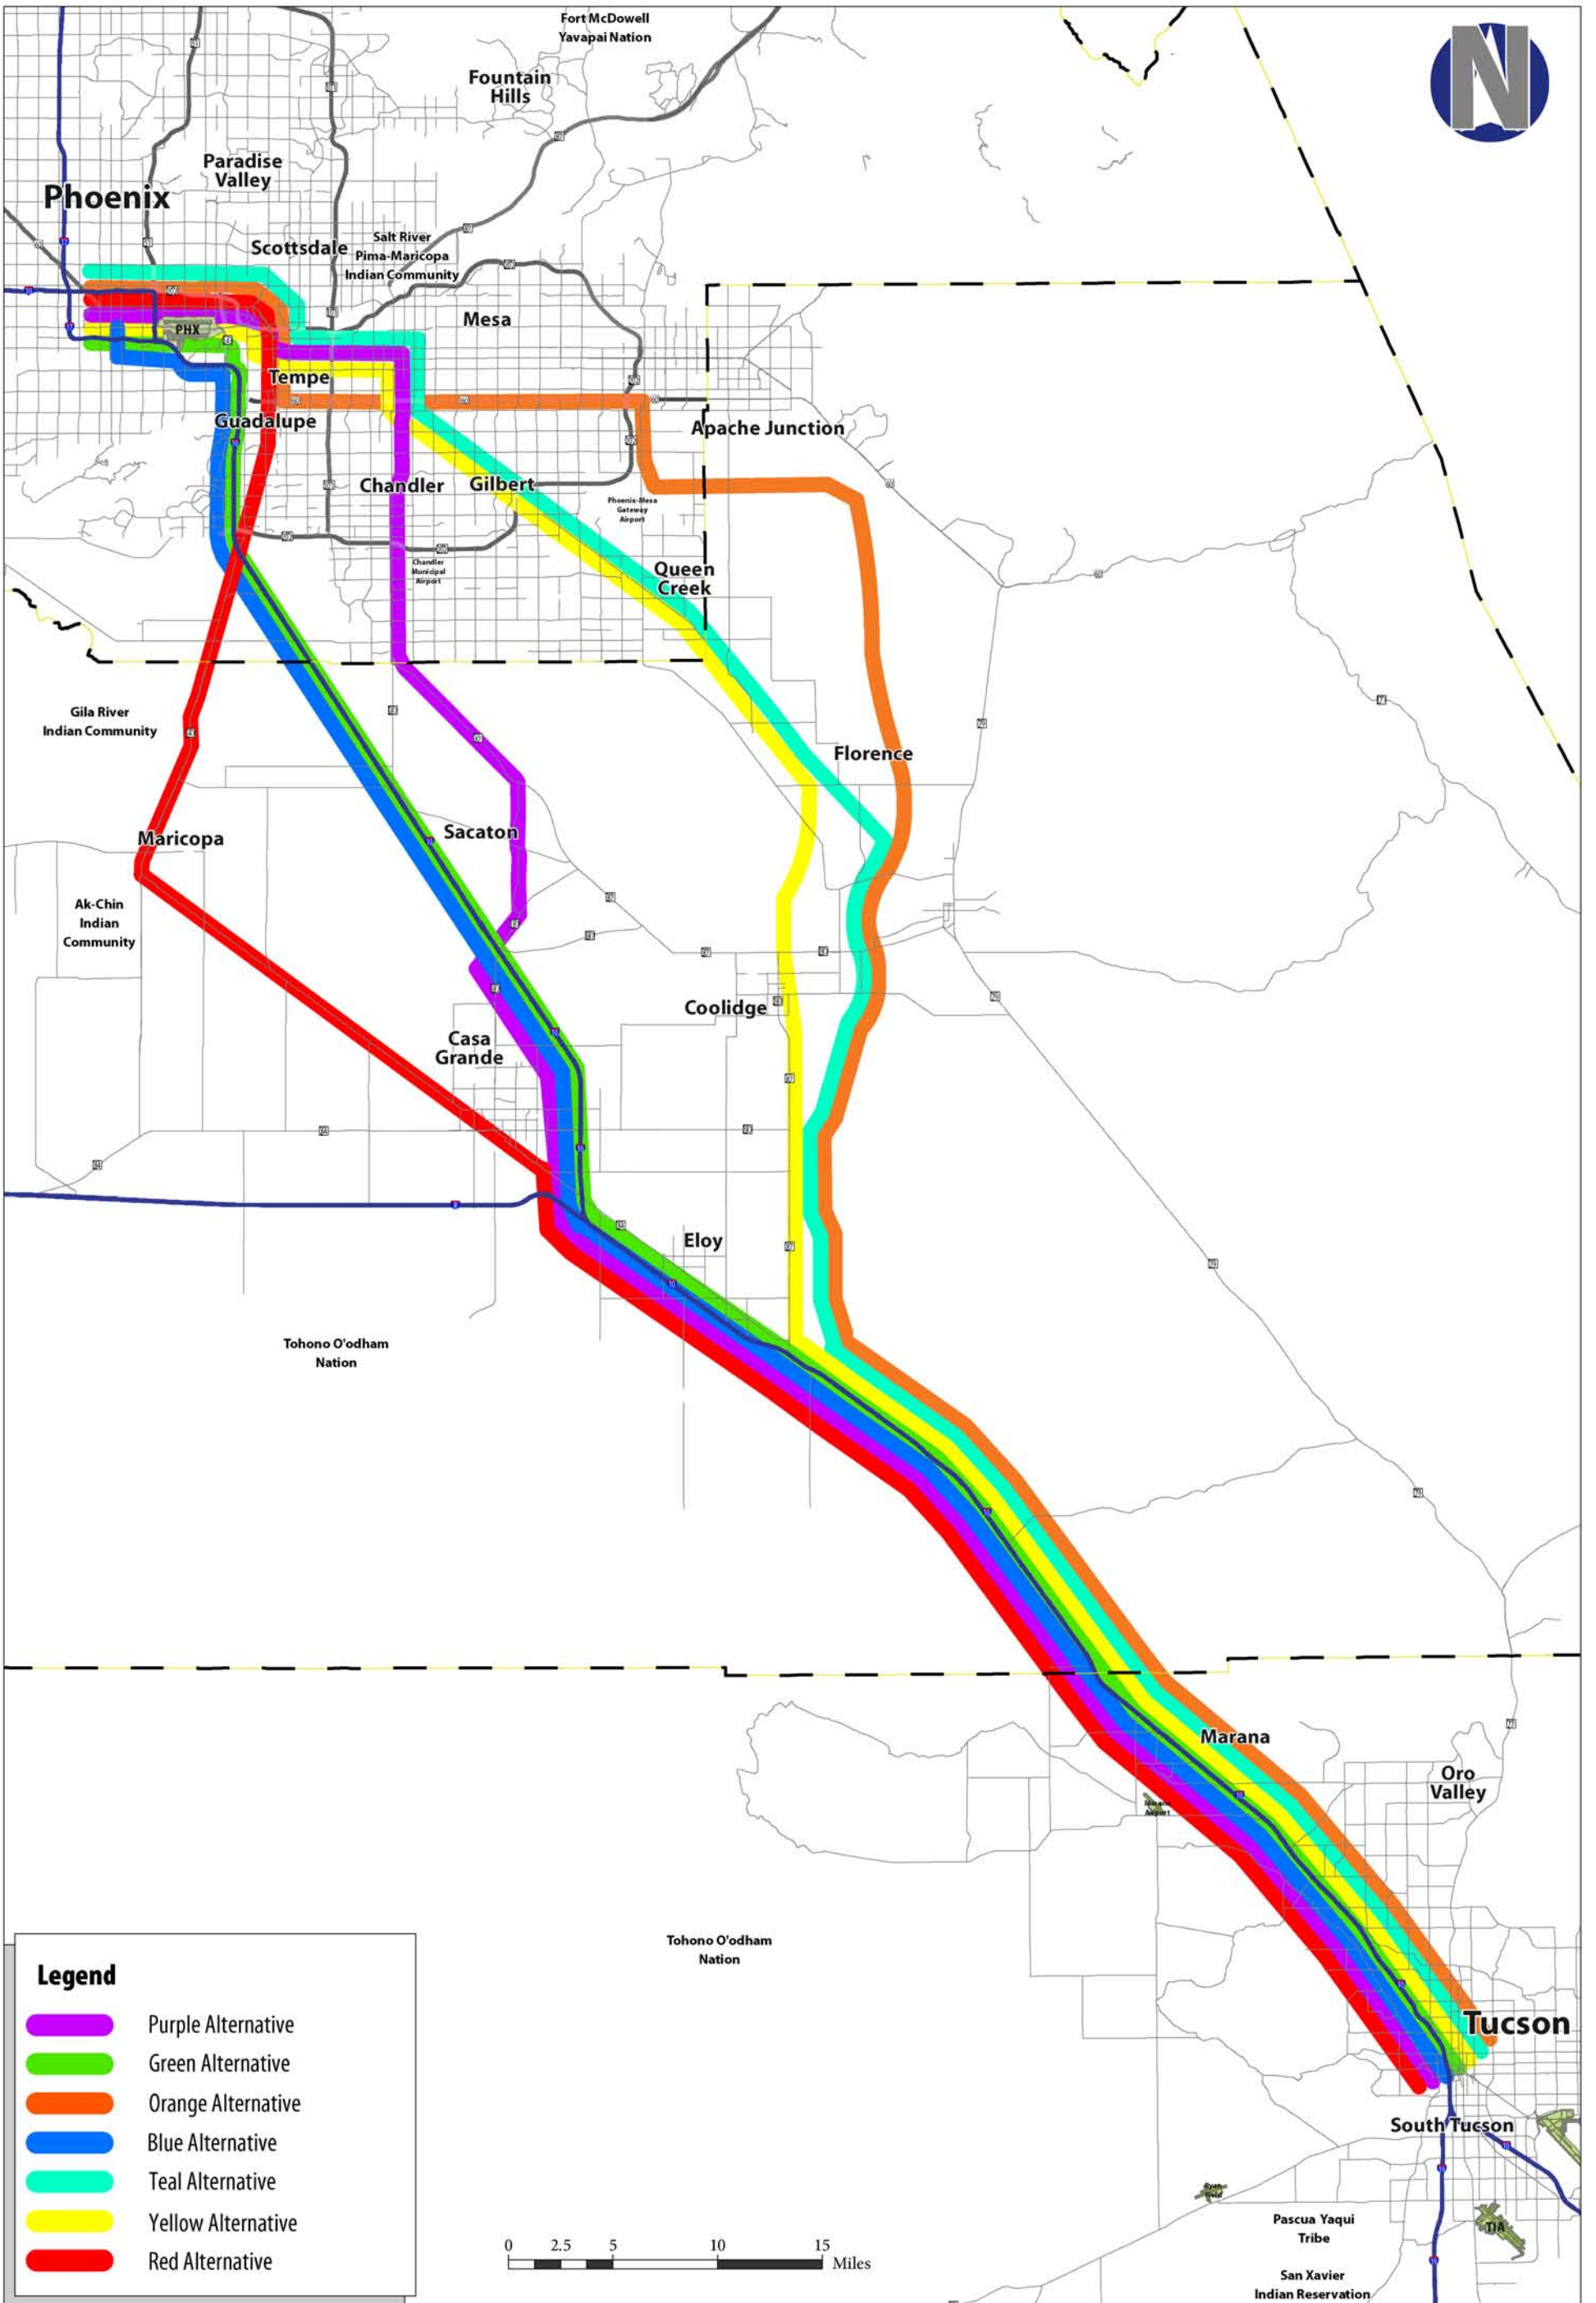 Fort McDowell
Yavapai Nation
N
Fountain
Hills
Paradise
Valley
Phoenix
Scottsdale
Salt River
Pima-Maricopa
Indian Community
Mesa
PHX
Tempe
Guadalupe
Apache Junction
Chandler
Gilbert
Phoenix-Mesa
Gateway
Airport
Chandler
Municipal
Airport
Queen
Creek
Gila River
Indian Community
Florence
Sacaton
Maricopa
Ak-Chin
Indian
Community
Coolidge
Casa
Grande
Eloy
Tohono O'odham
Nation
Marana
Oro
Valley
Marana
Airport
Tohono O'odham
Nation
Tucson
South Tucson
Ryan
Field
Pascua Yaqui
Tribe
TIA
San Xavier
Indian Reservation
Legend
Purple Alternative
Green Alternative
Orange Alternative
Blue Alternative
Teal Alternative
Yellow Alternative
Red Alternative
0 2.5 5 10 15
Miles